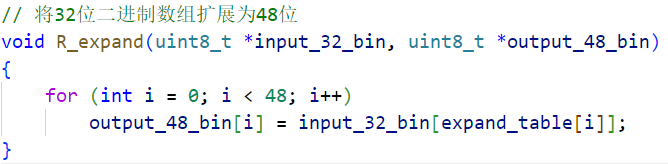 // 将32位二进制数组扩展为48位
void R_expand(uint8_t *input_32_bin, uint8_t *output_48_bin)
{
    for (int i = 0; i < 48; i++)
        output_48_bin[i] = input_32_bin[expand_table[i]];
}